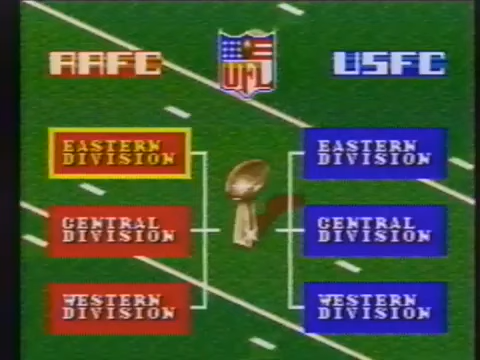 AAFC
UFL
USFC
EASTERN
DIVISION
EASTERN
DIVISION
CENTRAL
DIVISION
CENTRAL
DIVISION
WESTERN
DIVISION
WESTERN
DIVISION